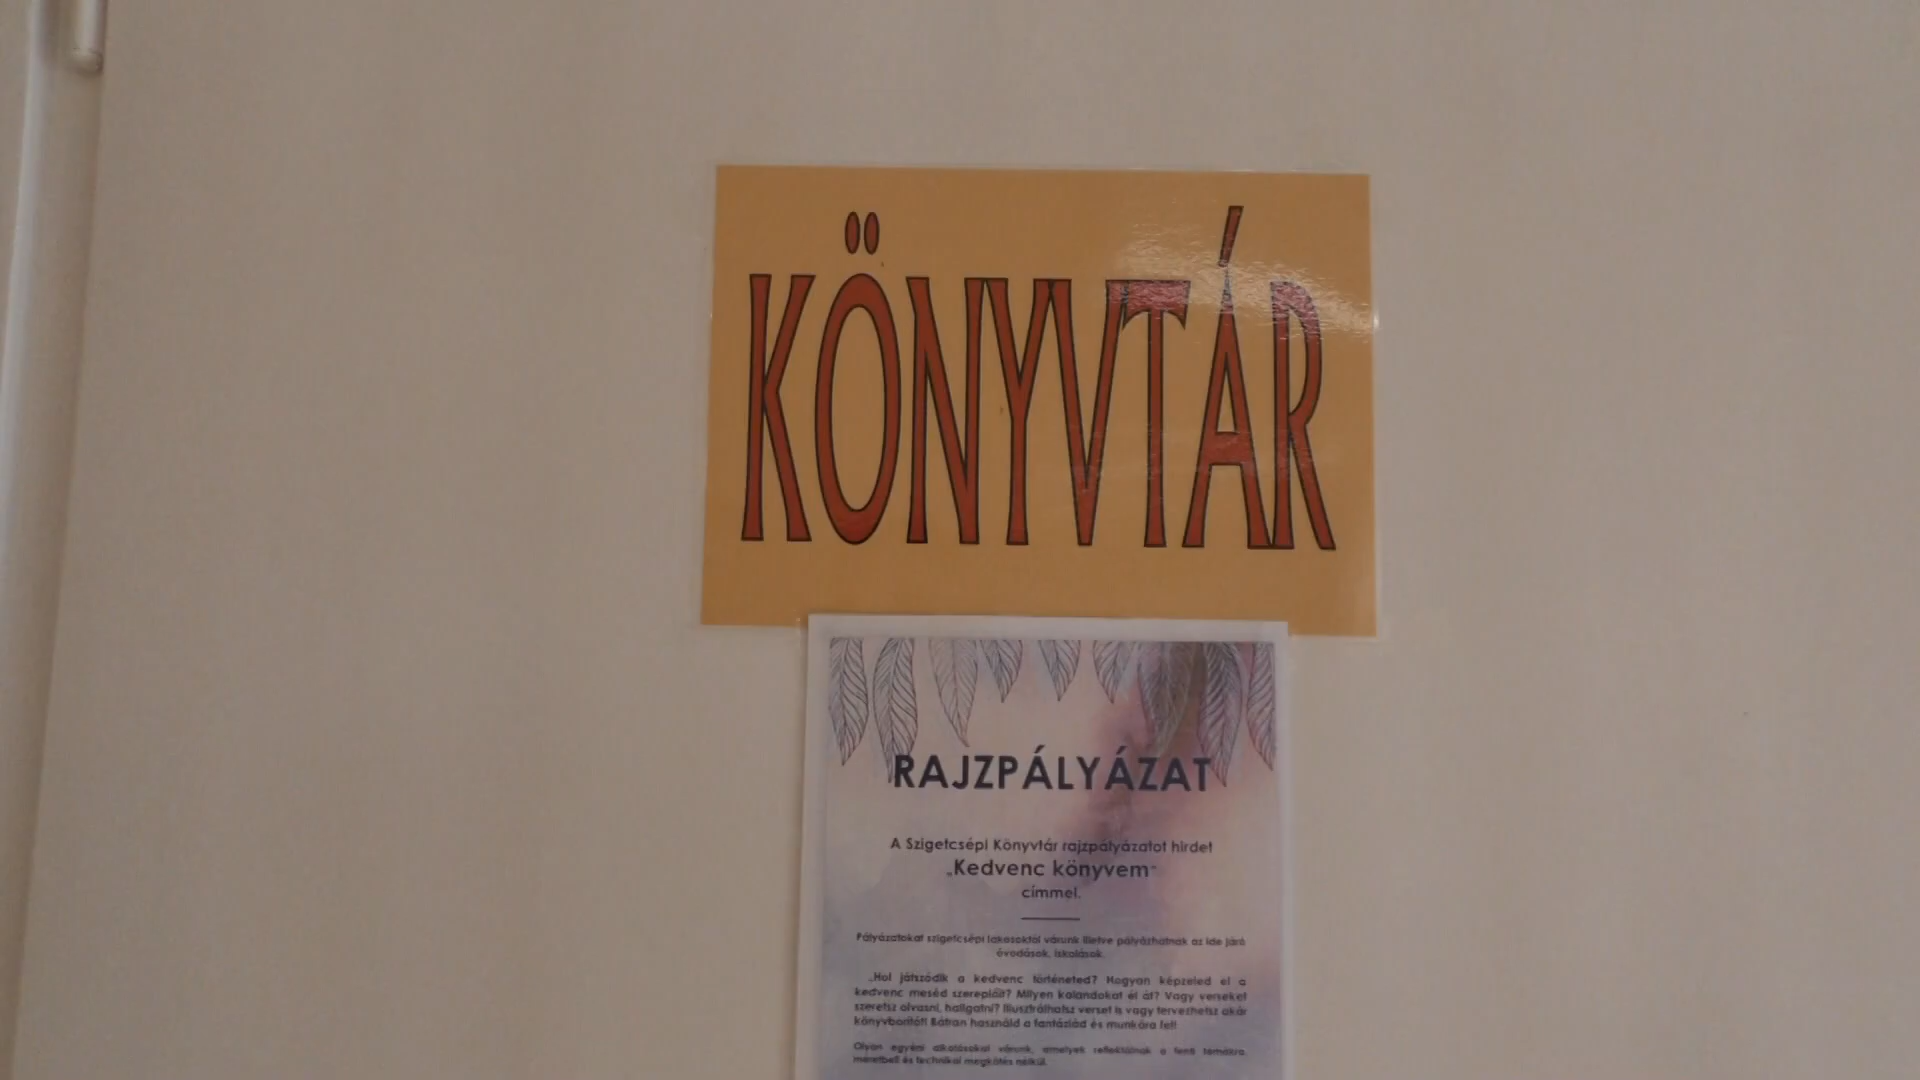 KÖNYVTÁR
RAJZPÁLYÁZAT
A Szigetcsépi Könyvtár rajzpályázatot hirdet
„Kedvenc könyvem"
címmel.
Pályázatokat szigetcsépi lakosoktól várunk illetve pályázhatnak az ide járó
óvodások, iskolások.
„Hol játszódik a kedvenc történeted? Hogyan képzeled el a
kedvenc meséd szereplőit? Milyen kalandokat él át? Vagy verseket
szeretsz olvasni, hallgatni? Illusztrálhatsz verset is vagy tervezhetsz akár
könyvborítót! Bátran használd a fantáziád és munkára fel!
Olyan egyéni alkotásokat várunk, amelyek reflektálnak a fenti témákra,
méretbeli és technikai megkötés nélkül.